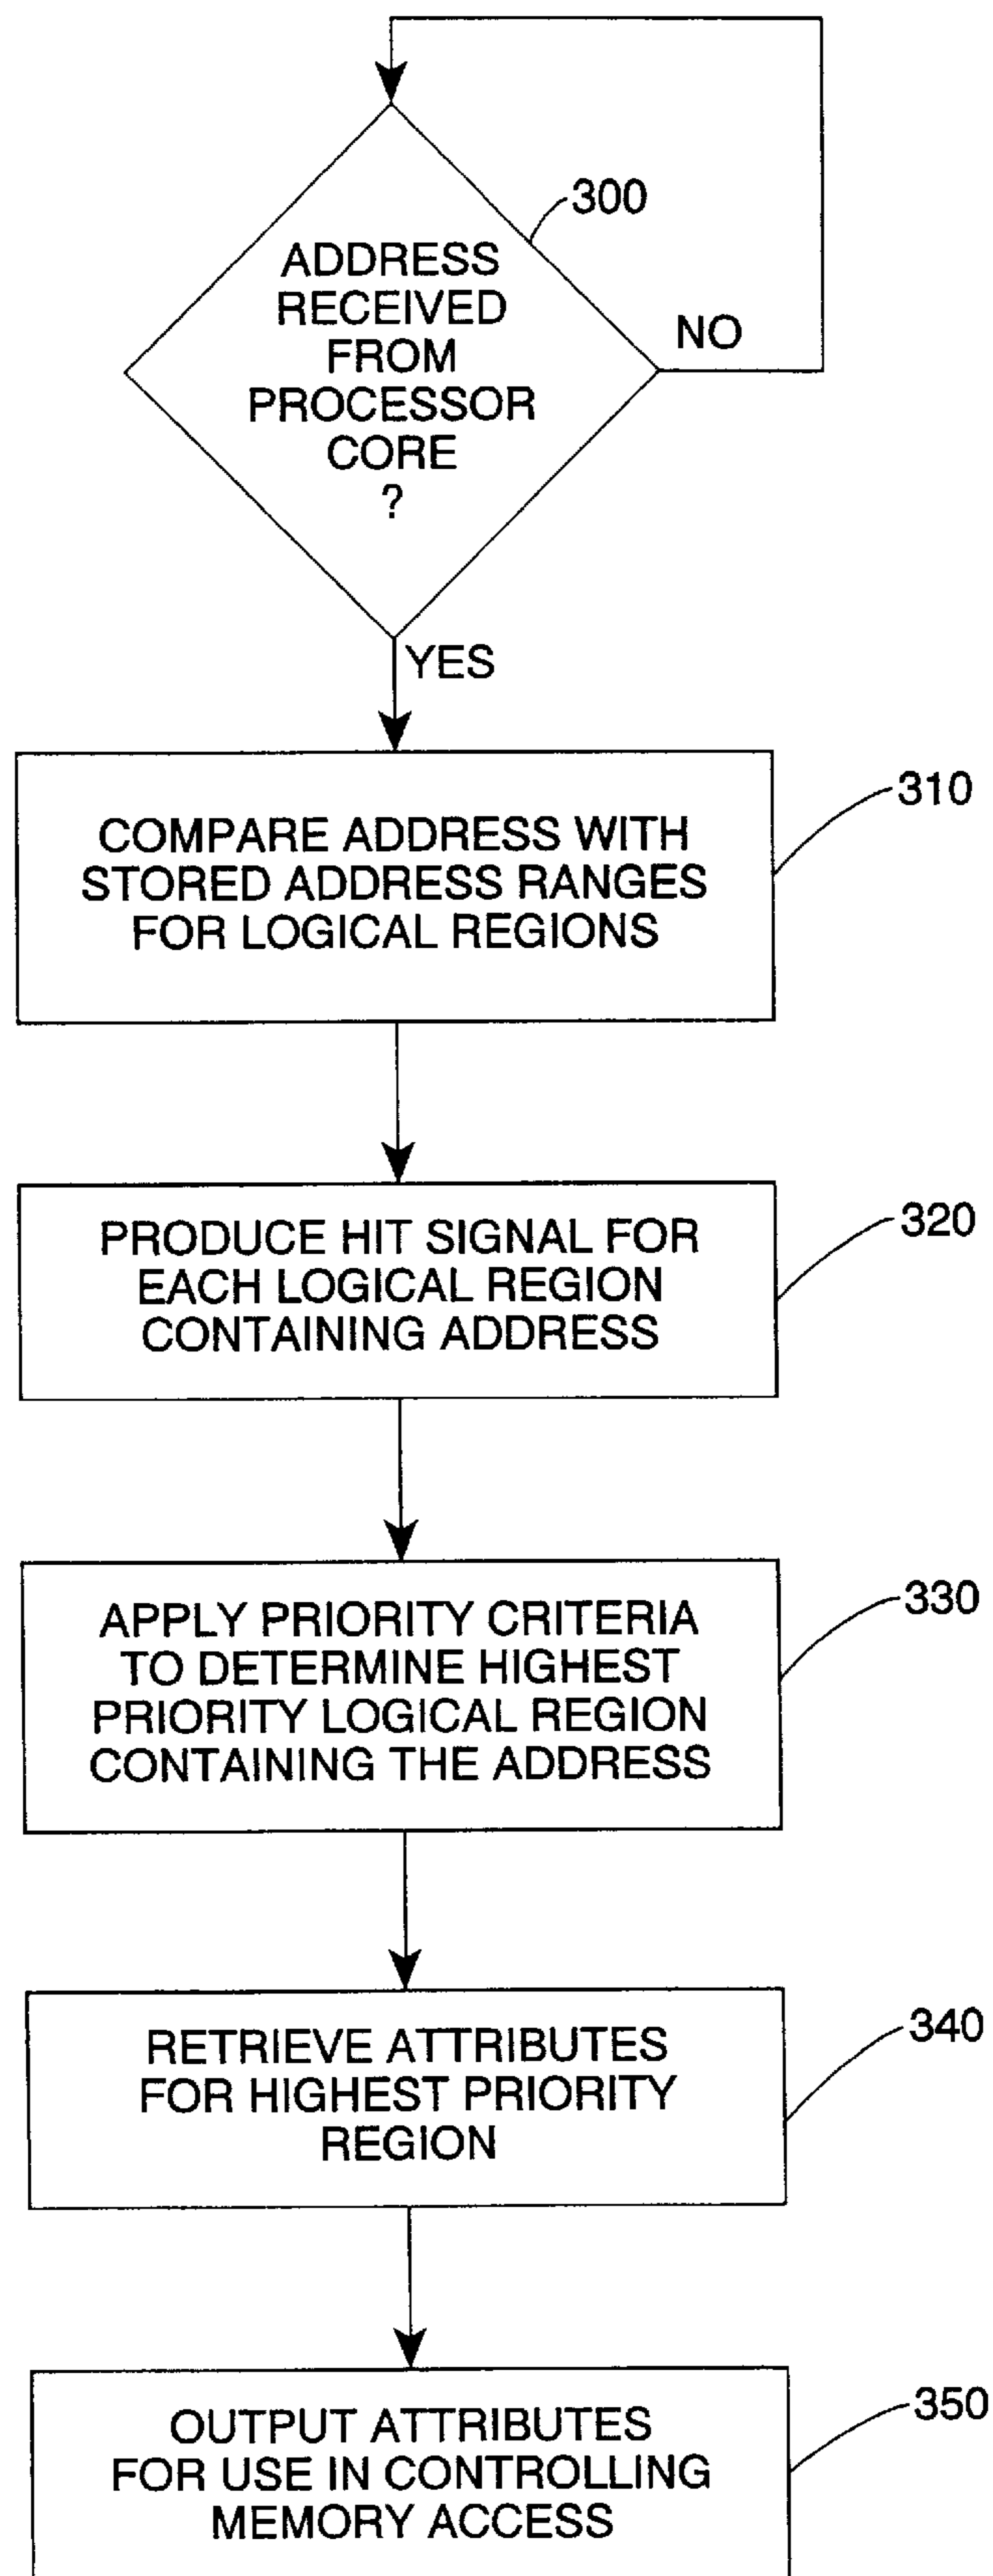 300
ADDRESS
RECEIVED
FROM
PROCESSOR
CORE
?
NO
YES
310
COMPARE ADDRESS WITH
STORED ADDRESS RANGES
FOR LOGICAL REGIONS
320
PRODUCE HIT SIGNAL FOR
EACH LOGICAL REGION
CONTAINING ADDRESS
330
APPLY PRIORITY CRITERIA
TO DETERMINE HIGHEST
PRIORITY LOGICAL REGION
CONTAINING THE ADDRESS
340
RETRIEVE ATTRIBUTES
FOR HIGHEST PRIORITY
REGION
350
OUTPUT ATTRIBUTES
FOR USE IN CONTROLLING
MEMORY ACCESS